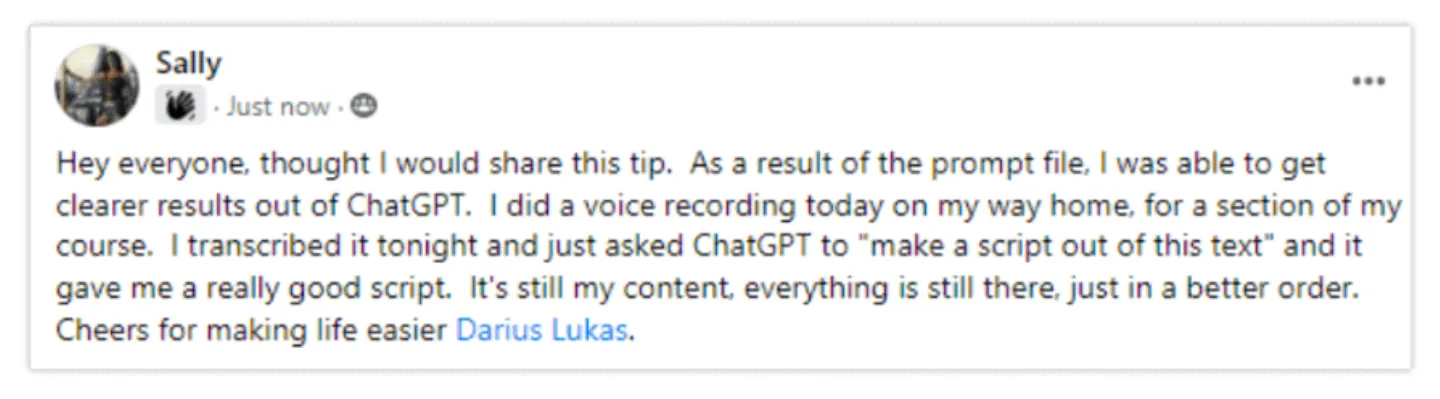 Sally
· Just now ·
Hey everyone, thought I would share this tip.  As a result of the prompt file, I was able to get
clearer results out of ChatGPT.  I did a voice recording today on my way home, for a section of my
course.  I transcribed it tonight and just asked ChatGPT to "make a script out of this text" and it
gave me a really good script.  It's still my content, everything is still there, just in a better order.
Cheers for making life easier Darius Lukas.